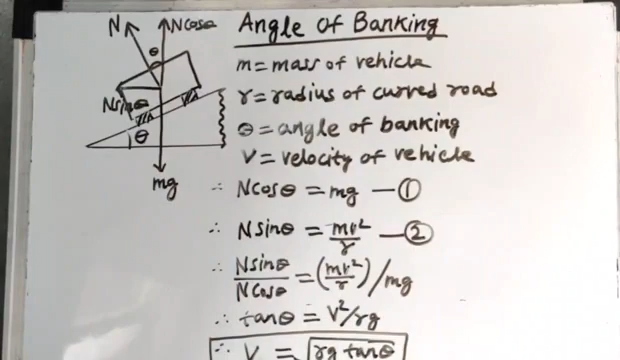 Angle Of Banking
N
Ncosθ
θ
m = mass of vehicle
Nsinθ
r = radius of curved road
θ
θ = angle of banking
v = velocity of vehicle
mg
∴ Ncosθ = mg — ①
∴ Nsinθ = mv²/r — ②
∴ Nsinθ/Ncosθ = (mv²/r)/mg
∴ tanθ = v²/rg
∴ v = √rg tanθ